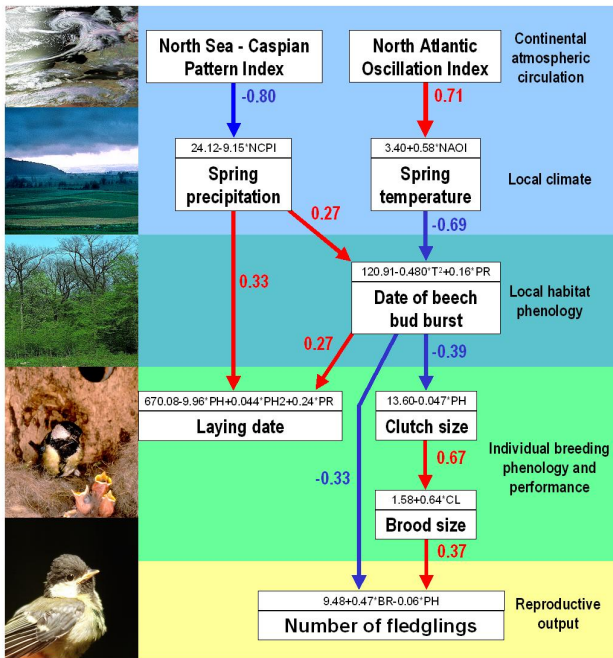 North Sea - Caspian
Pattern Index
North Atlantic
Oscillation Index
Continental
atmospheric
circulation
-0.80
0.71
24.12-9.15*NCPI
Spring
precipitation
3.40+0.58*NAOI
Spring
temperature
Local climate
0.27
-0.69
0.33
120.91-0.480*T²+0.16*PR
Date of beech
bud burst
Local habitat
phenology
0.27
-0.39
670.08-9.96*PH+0.044*PH2+0.24*PR
Laying date
13.60-0.047*PH
Clutch size
-0.33
0.67
Individual breeding
phenology and
performance
1.58+0.64*CL
Brood size
0.37
9.48+0.47*BR-0.06*PH
Number of fledglings
Reproductive
output